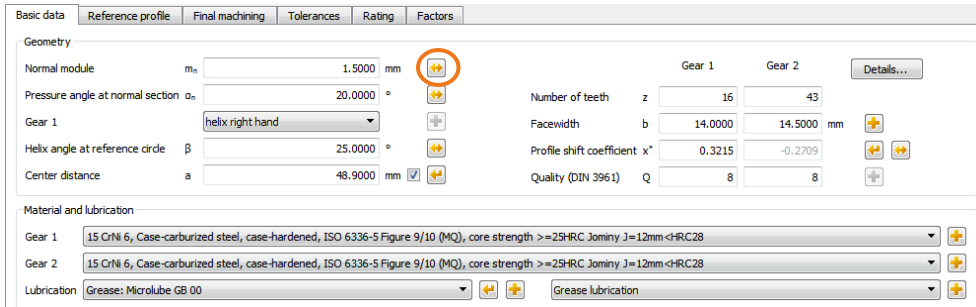 Basic data Reference profile Final machining Tolerances Rating Factors
Geometry
Normal module mn 1.5000 mm
Pressure angle at normal section αn 20.0000 °
Gear 1 helix right hand
Helix angle at reference circle β 25.0000 °
Center distance a 48.9000 mm
Gear 1 Gear 2 Details...
Number of teeth z 16 43
Facewidth b 14.0000 14.5000 mm
Profile shift coefficient x* 0.3215 -0.2709
Quality (DIN 3961) Q 8 8
Material and lubrication
Gear 1 15 CrNi 6, Case-carburized steel, case-hardened, ISO 6336-5 Figure 9/10 (MQ), core strength >=25HRC Jominy J=12mm<HRC28
Gear 2 15 CrNi 6, Case-carburized steel, case-hardened, ISO 6336-5 Figure 9/10 (MQ), core strength >=25HRC Jominy J=12mm<HRC28
Lubrication Grease: Microlube GB 00 Grease lubrication